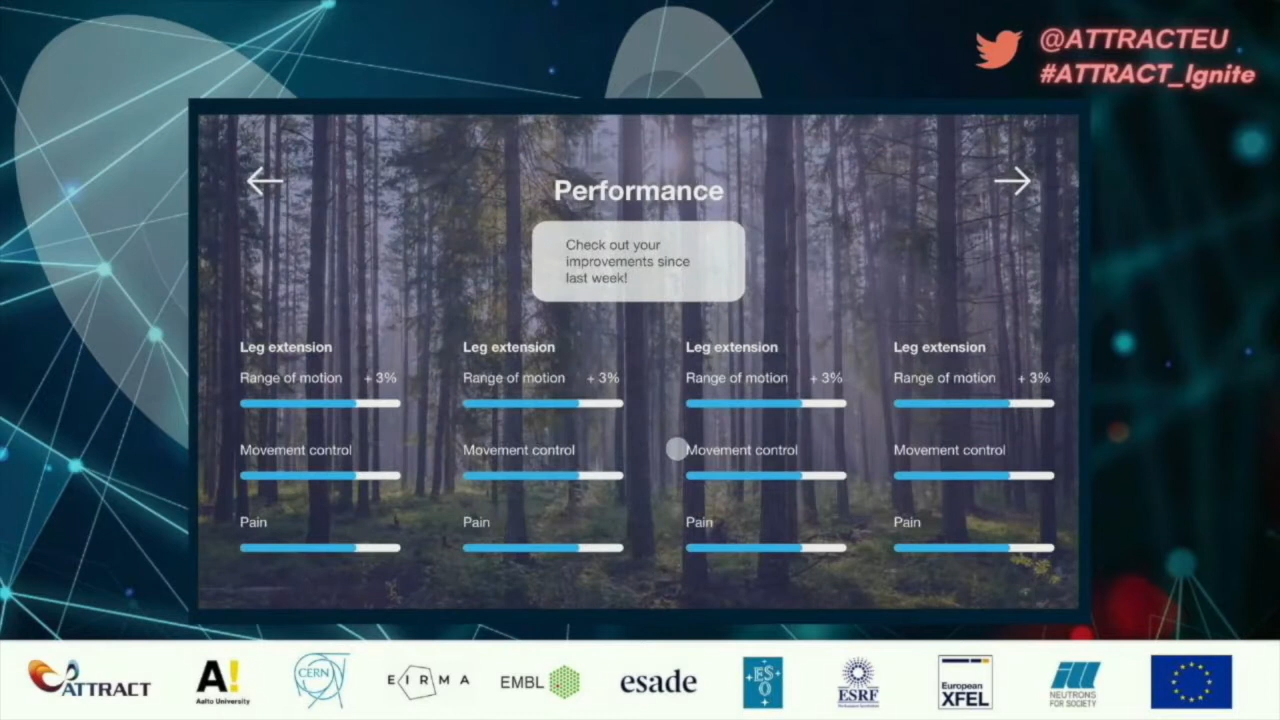 @ATTRACTEU
#ATTRACT_Ignite
Performance
Check out your
improvements since
last week!
Leg extension
Range of motion + 3%
Movement control
Pain
Leg extension
Range of motion + 3%
Movement control
Pain
Leg extension
Range of motion + 3%
Movement control
Pain
Leg extension
Range of motion + 3%
Movement control
Pain
ATTRACT
A!
Aalto University
CERN
EIRMA
EMBL
esade
ESO
ESRF
European
XFEL
ill
NEUTRONS
FOR SOCIETY